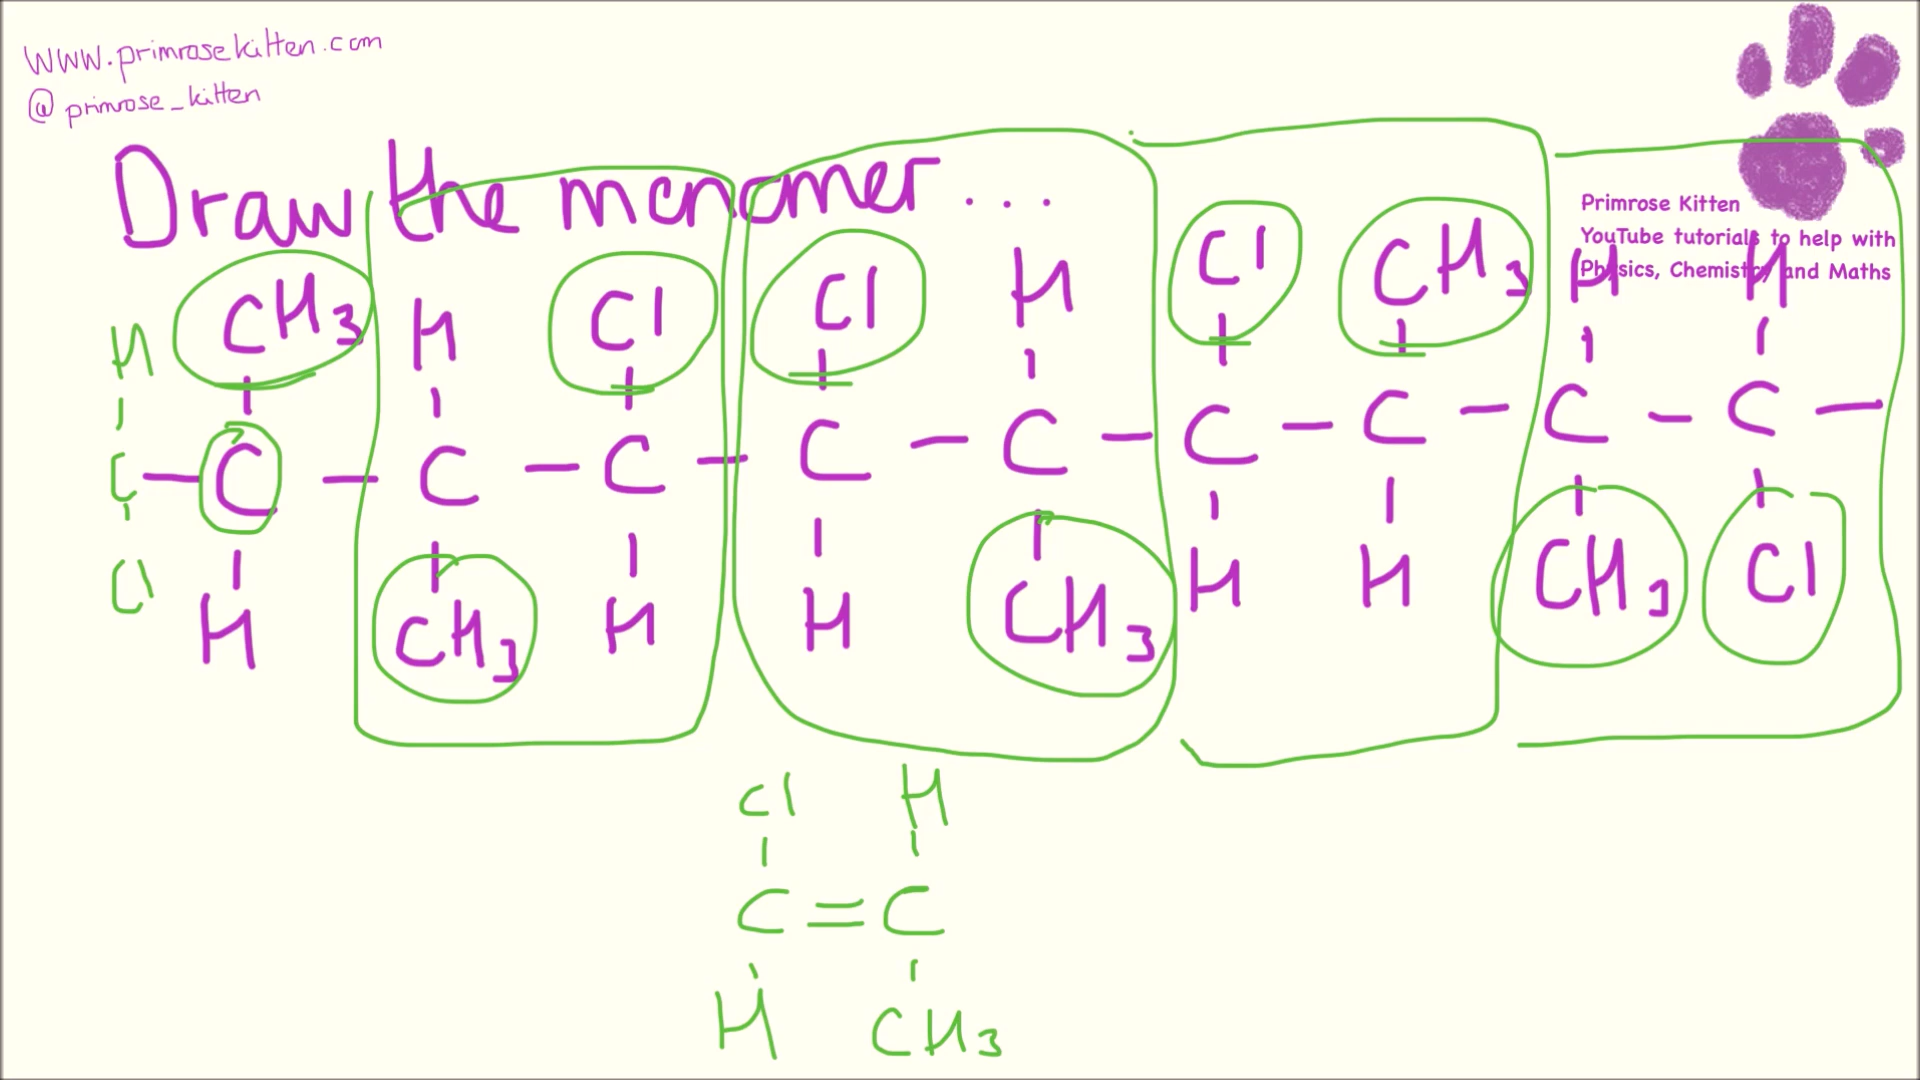 www.primrosekitten.com
@primrose_kitten
Draw the monomer ...
Primrose Kitten
YouTube tutorials to help with
Physics, Chemistry and Maths
CH3 H Cl Cl H Cl CH3 H H
H
C – C – C – C – C – C – C – C – C – C –
Cl
H CH3 H H CH3 H H CH3 Cl
Cl H
C = C
H CH3